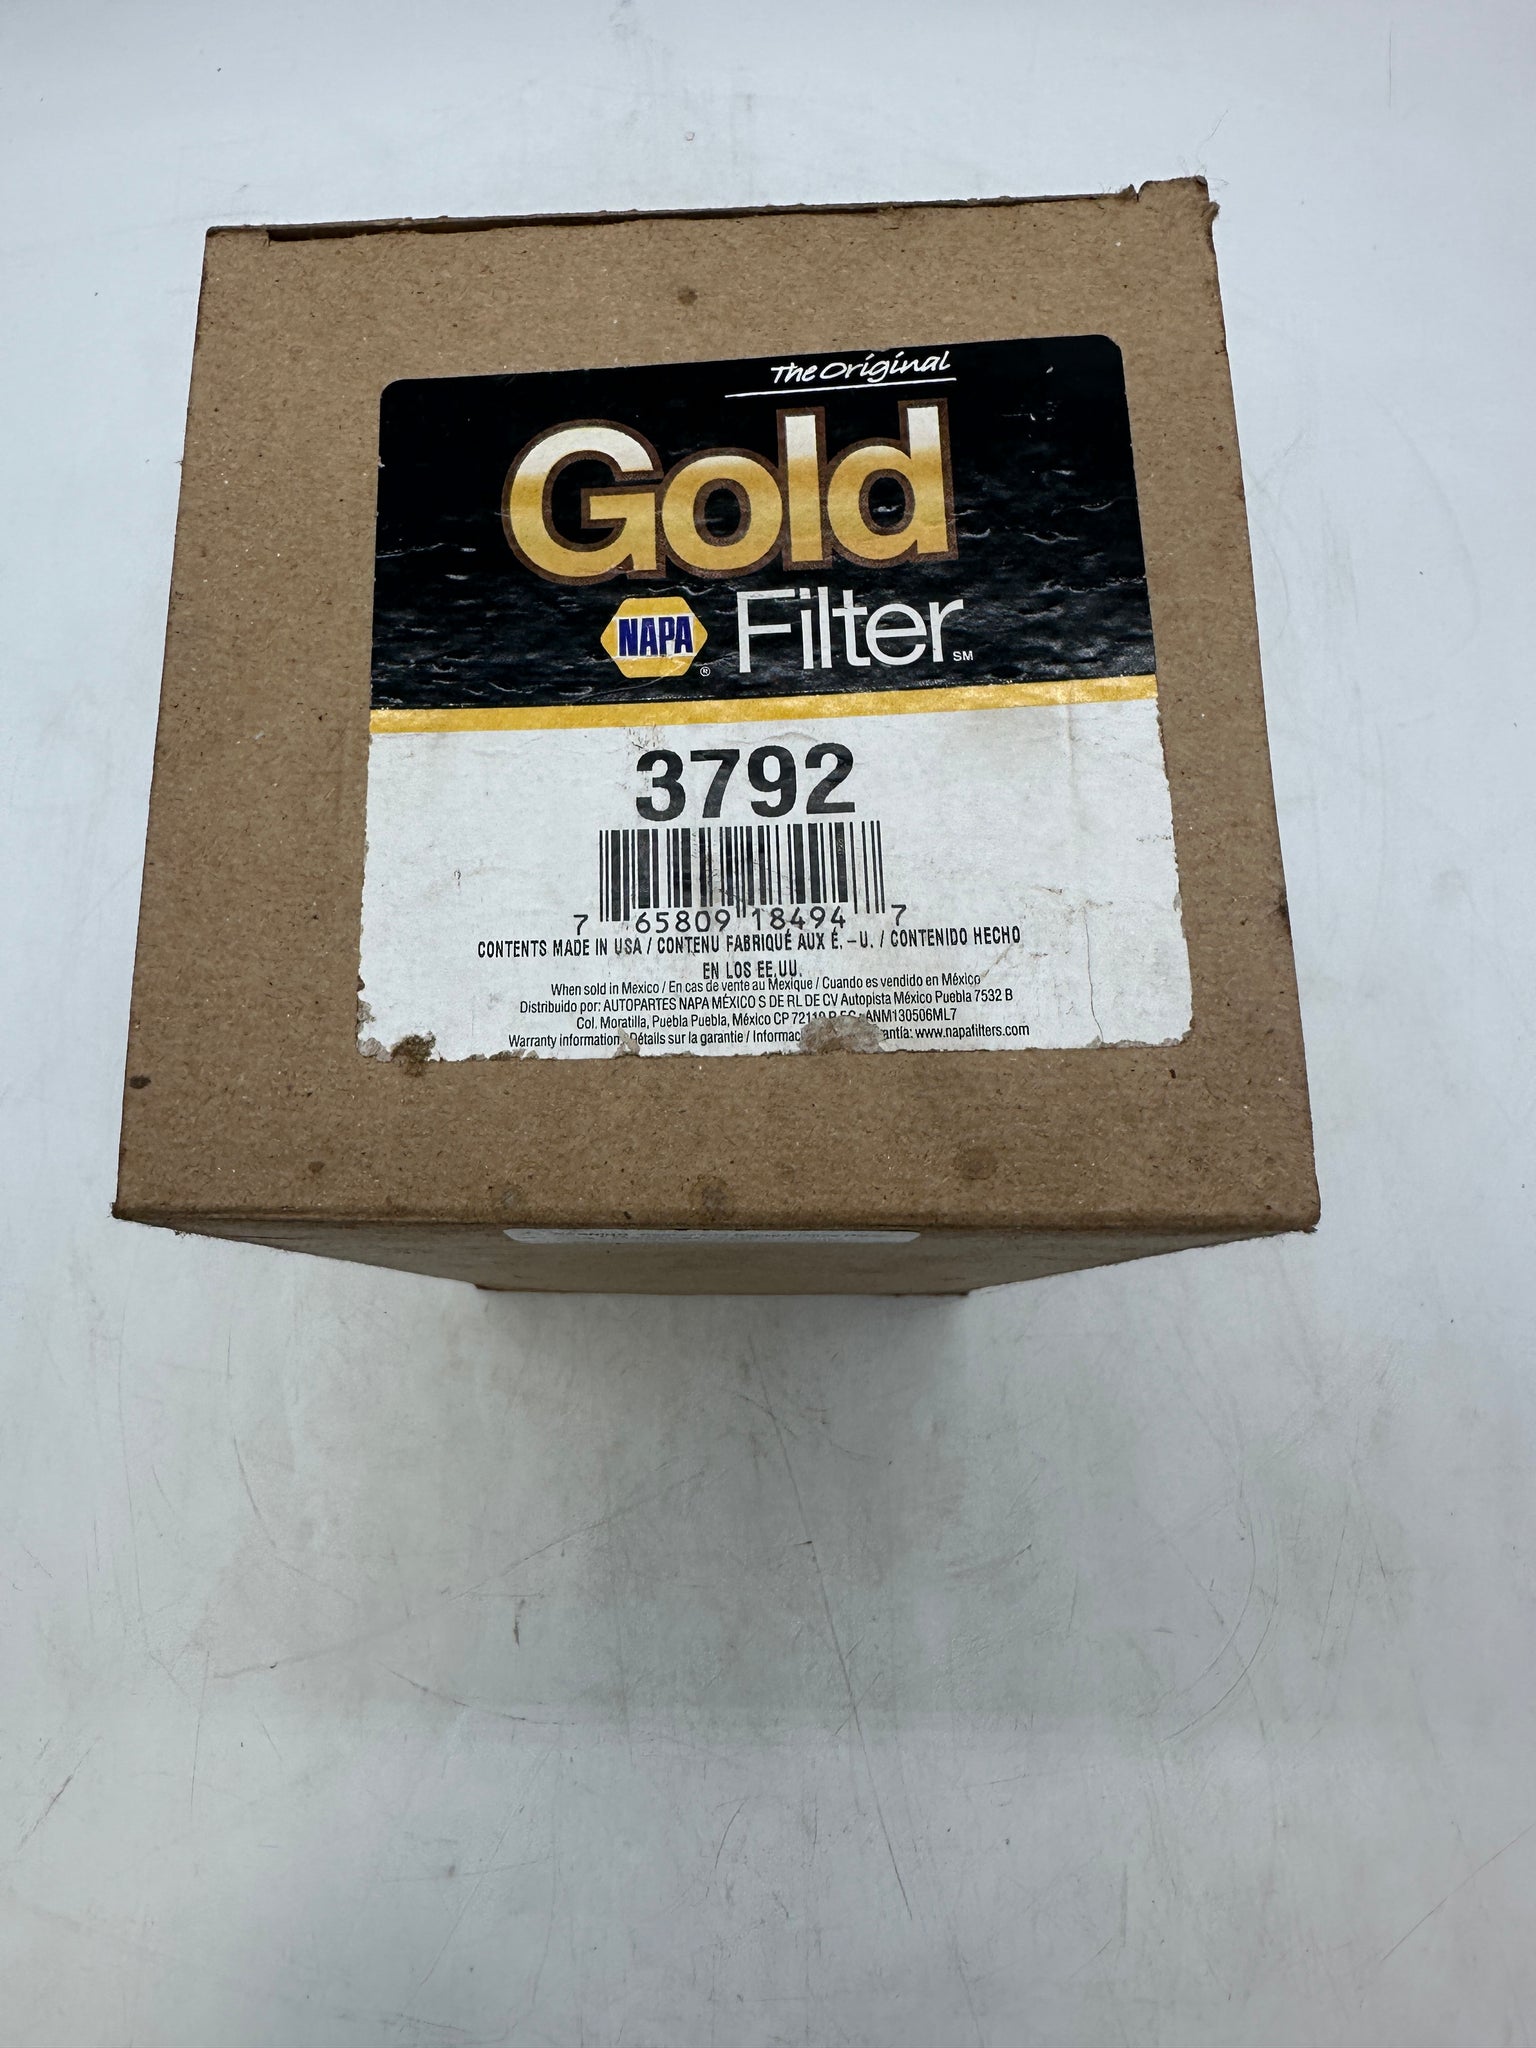 The Original
Gold
NAPA® Filter SM
3792
7 65809 18494 7
CONTENTS MADE IN USA / CONTENU FABRIQUÉ AUX É. -U. / CONTENIDO HECHO
EN LOS EE.UU.
When sold in Mexico / En cas de vente au Mexique / Cuando es vendido en México
Distribuido por: AUTOPARTES NAPA MÉXICO S DE RL DE CV Autopista México Puebla 7532 B
Col. Moratilla, Puebla Puebla, México CP 72110 ANM130506ML7
Warranty information / Détails sur la garantie / www.napafilters.com